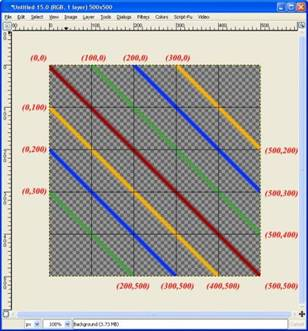 *Untitled 15.0 (RGB, 1 layer) 500x500
File Edit Select View Image Layer Tools Dialogs Filters Colors Script-Fu Video
(0,0) (100,0) (200,0) (300,0)
(0,100)
(0,200) (500,200)
(0,300) (500,300)
(500,400)
(200,500) (300,500) (400,500) (500,500)
px 100% Background (3.73 MB)